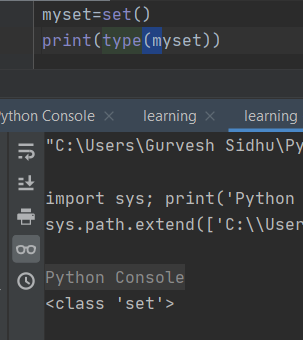 myset=set()
print(type(myset))
ython Console
learning
learning
"C:\Users\Gurvesh Sidhu\Py
import sys; print('Python
sys.path.extend(['C:\\User
Python Console
<class 'set'>